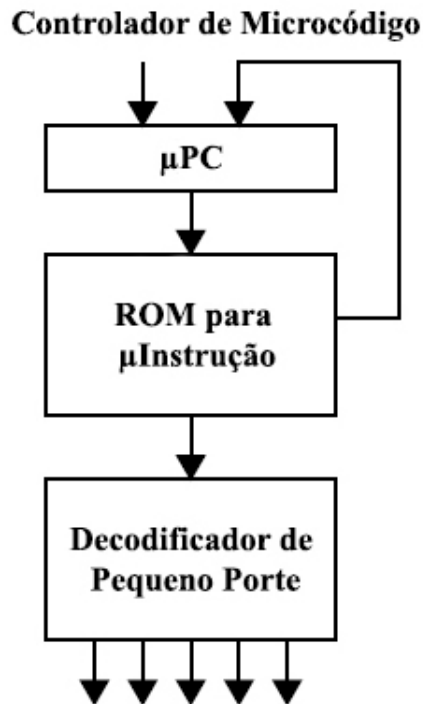 Controlador de Microcódigo
µPC
ROM para
µInstrução
Decodificador de
Pequeno Porte